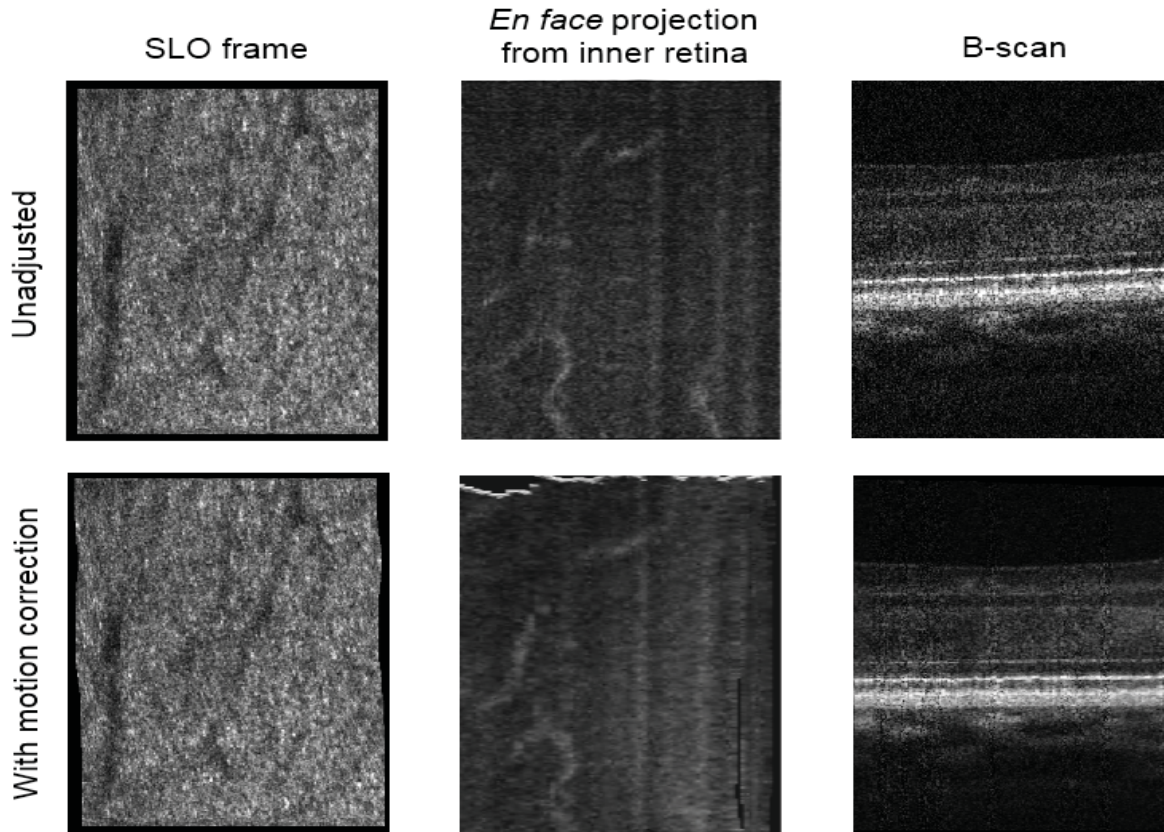 SLO frame
En face projection
from inner retina
B-scan
Unadjusted
With motion correction